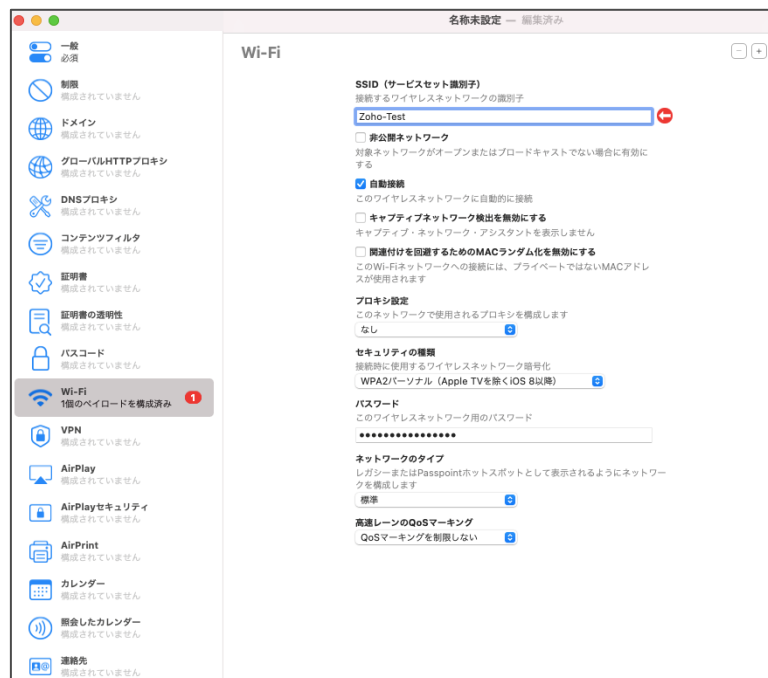 名称未設定 — 編集済み
一般
必須
制限
構成されていません
ドメイン
構成されていません
グローバルHTTPプロキシ
構成されていません
DNSプロキシ
構成されていません
コンテンツフィルタ
構成されていません
証明書
構成されていません
証明書の透明性
構成されていません
パスコード
構成されていません
Wi-Fi
1個のペイロードを構成済み
1
VPN
構成されていません
AirPlay
構成されていません
AirPlayセキュリティ
構成されていません
AirPrint
構成されていません
カレンダー
構成されていません
照会したカレンダー
構成されていません
連絡先
構成されていません
Wi-Fi
SSID（サービスセット識別子）
接続するワイヤレスネットワークの識別子
Zoho-Test
非公開ネットワーク
対象ネットワークがオープンまたはブロードキャストでない場合に有効に
する
自動接続
このワイヤレスネットワークに自動的に接続
キャプティブネットワーク検出を無効にする
キャプティブ・ネットワーク・アシスタントを表示しません
関連付けを回避するためのMACランダム化を無効にする
このWi-Fiネットワークへの接続には、プライベートではないMACアドレ
スが使用されます
プロキシ設定
このネットワークで使用されるプロキシを構成します
なし
セキュリティの種類
接続時に使用するワイヤレスネットワーク暗号化
WPA2パーソナル（Apple TVを除くiOS 8以降）
パスワード
このワイヤレスネットワーク用のパスワード
••••••••••••••••
ネットワークのタイプ
レガシーまたはPasspointホットスポットとして表示されるようにネットワー
クを構成します
標準
高速レーンのQoSマーキング
QoSマーキングを制限しない